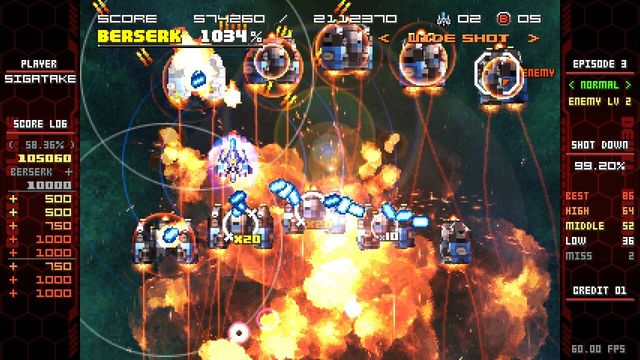 SCORE 574260 / 2112370 02 B 05
BERSERK 1034%
< WIDE SHOT >
ENEMY
PLAYER
SIGATAKE
SCORE LOG
( 58.36% )
105060
BERSERK +
10000
+ 500
+ 500
+ 750
+ 1000
+ 1000
+ 750
+ 1000
+ 1000
x20
x20
x10
EPISODE 3
< NORMAL >
ENEMY LV 2
SHOT DOWN
99.20%
BEST 86
HIGH 64
MIDDLE 52
LOW 36
MISS 2
CREDIT 01
60.00 FPS